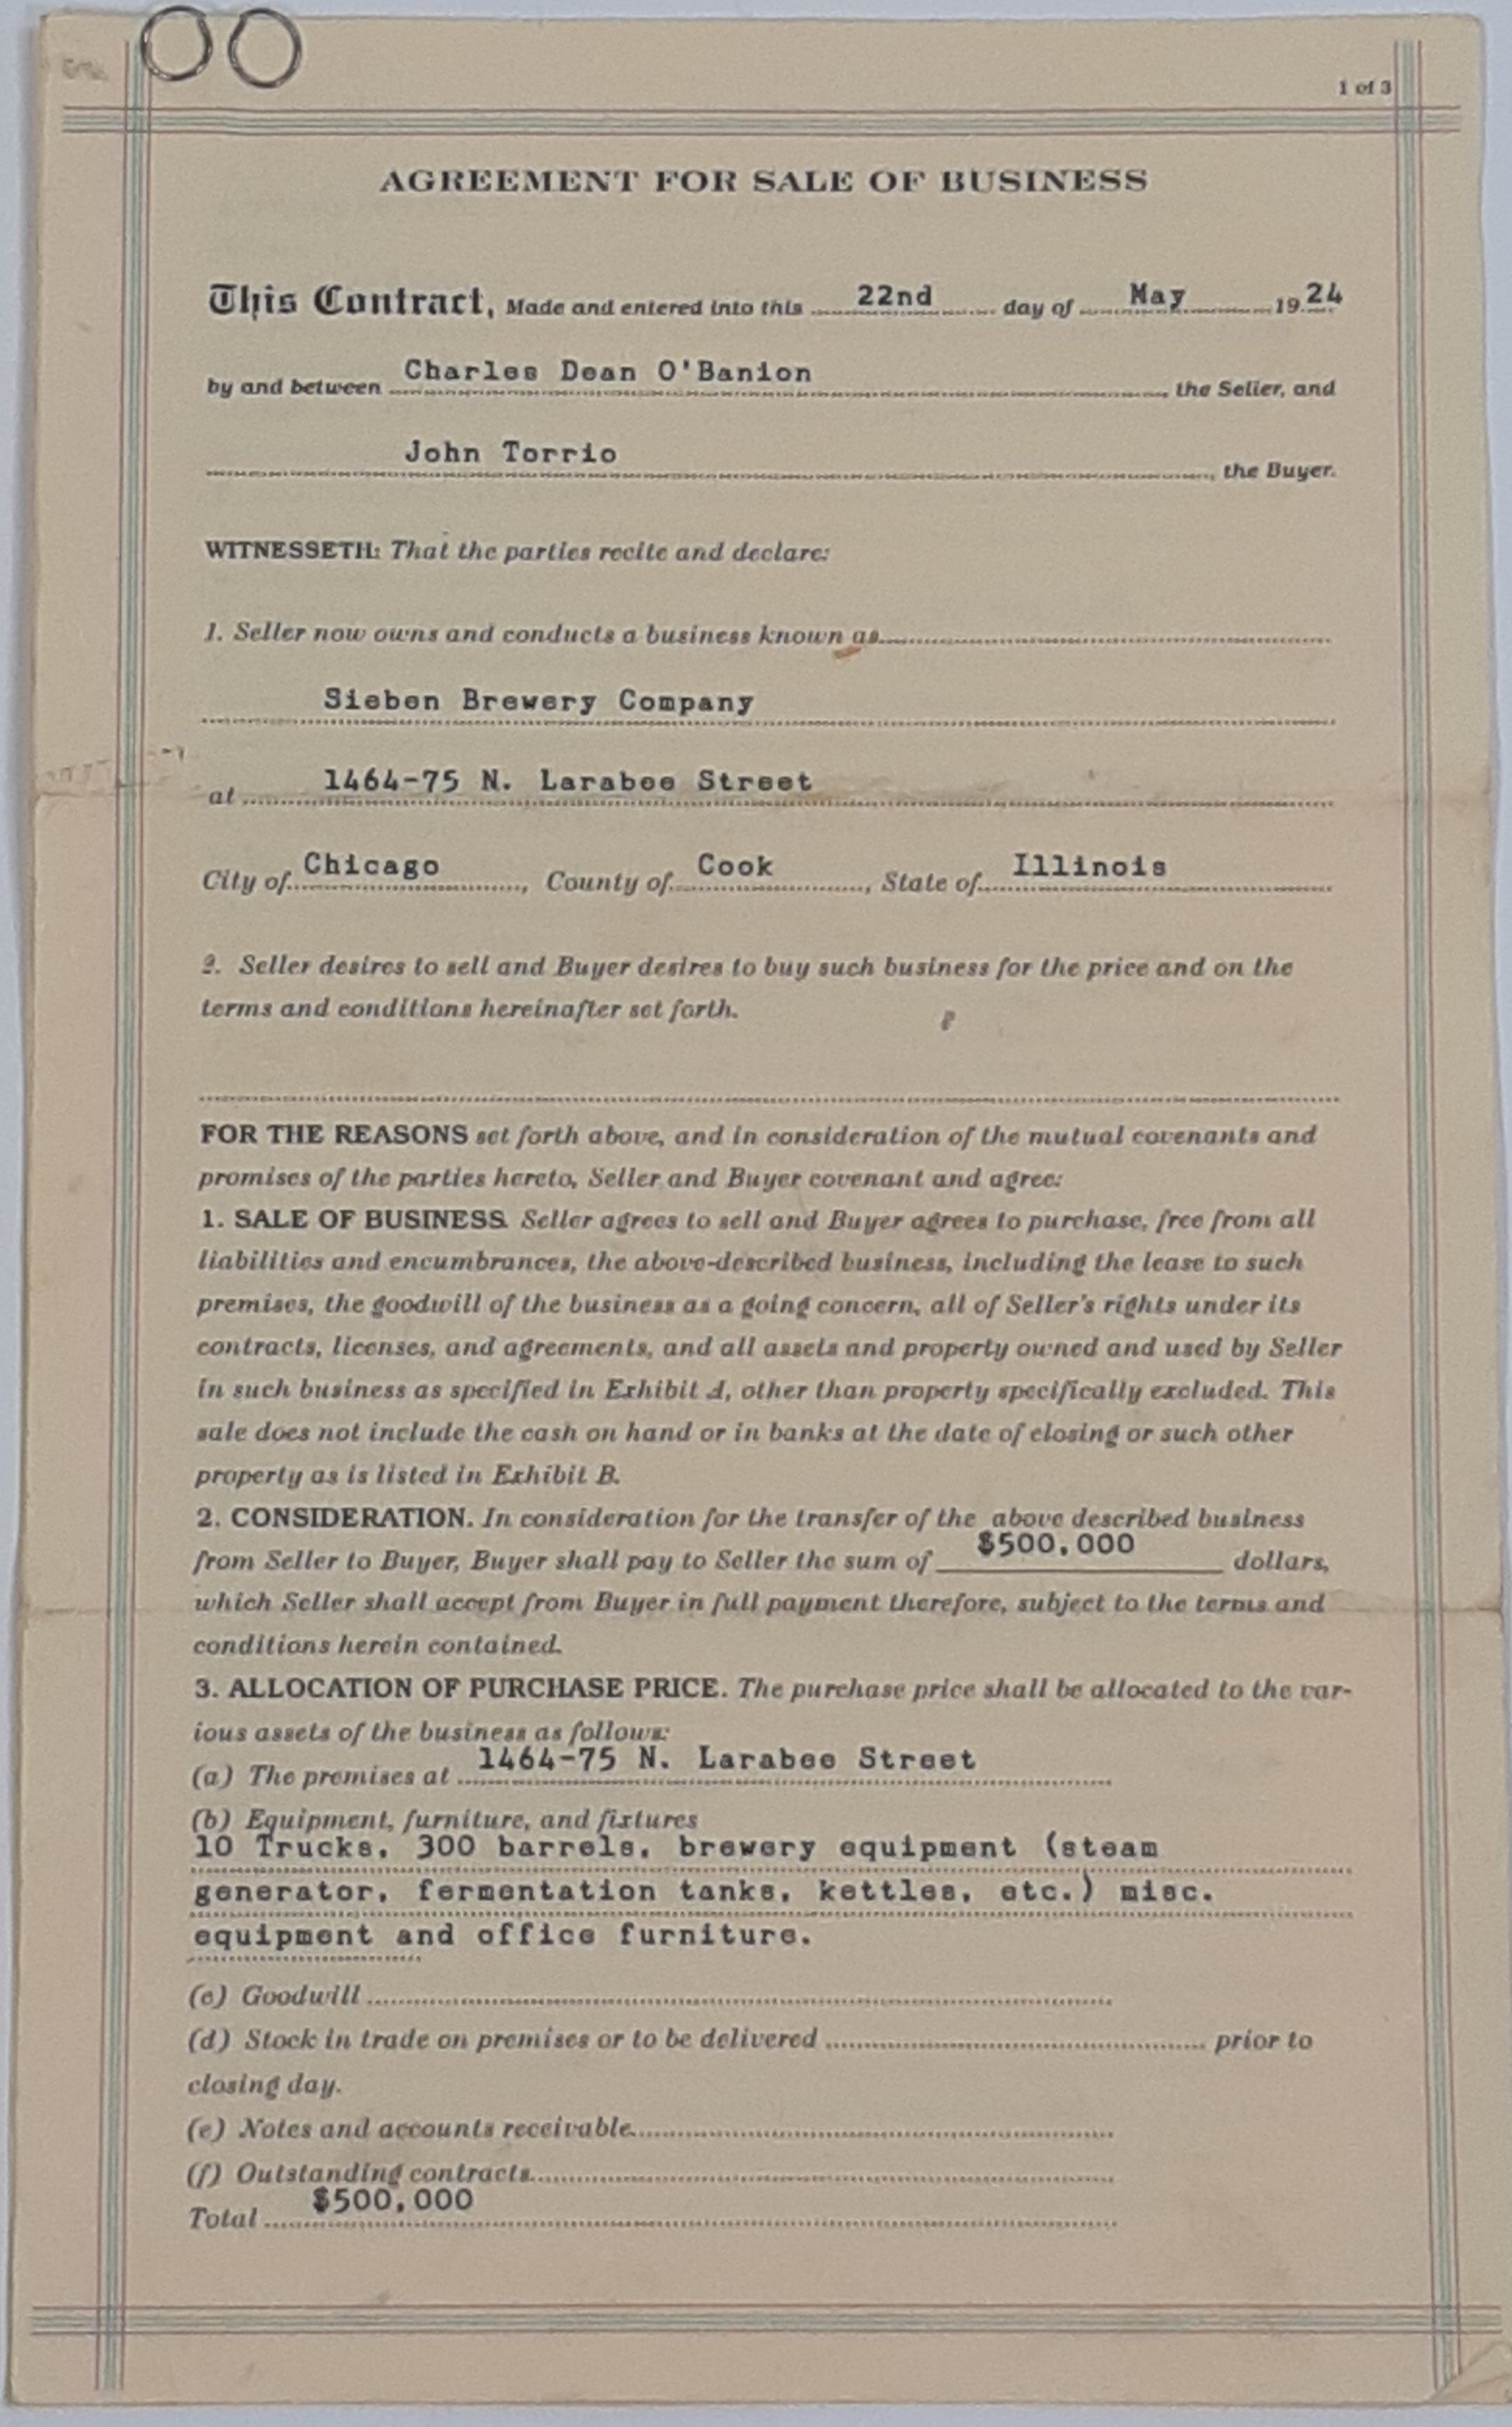 1 of 3
AGREEMENT FOR SALE OF BUSINESS
This Contract, Made and entered into this 22nd day of May 1924
by and between Charles Dean O'Banion the Seller, and
John Torrio, the Buyer.
WITNESSETH: That the parties recite and declare:
1. Seller now owns and conducts a business known as
Sieben Brewery Company
at 1464-75 N. Larabee Street
City of Chicago, County of Cook, State of Illinois
2. Seller desires to sell and Buyer desires to buy such business for the price and on the
terms and conditions hereinafter set forth.
FOR THE REASONS set forth above, and in consideration of the mutual covenants and
promises of the parties hereto, Seller and Buyer covenant and agree:
1. SALE OF BUSINESS. Seller agrees to sell and Buyer agrees to purchase, free from all
liabilities and encumbrances, the above-described business, including the lease to such
premises, the goodwill of the business as a going concern, all of Seller's rights under its
contracts, licenses, and agreements, and all assets and property owned and used by Seller
in such business as specified in Exhibit A, other than property specifically excluded. This
sale does not include the cash on hand or in banks at the date of closing or such other
property as is listed in Exhibit B.
2. CONSIDERATION. In consideration for the transfer of the above described business
from Seller to Buyer, Buyer shall pay to Seller the sum of $500,000 dollars,
which Seller shall accept from Buyer in full payment therefore, subject to the terms and
conditions herein contained.
3. ALLOCATION OF PURCHASE PRICE. The purchase price shall be allocated to the var-
ious assets of the business as follows:
(a) The premises at 1464-75 N. Larabee Street
(b) Equipment, furniture, and fixtures
10 Trucks, 300 barrels, brewery equipment (steam
generator, fermentation tanks, kettles, etc.) misc.
equipment and office furniture.
(c) Goodwill
(d) Stock in trade on premises or to be delivered prior to
closing day.
(e) Notes and accounts receivable
(f) Outstanding contracts
Total $500,000